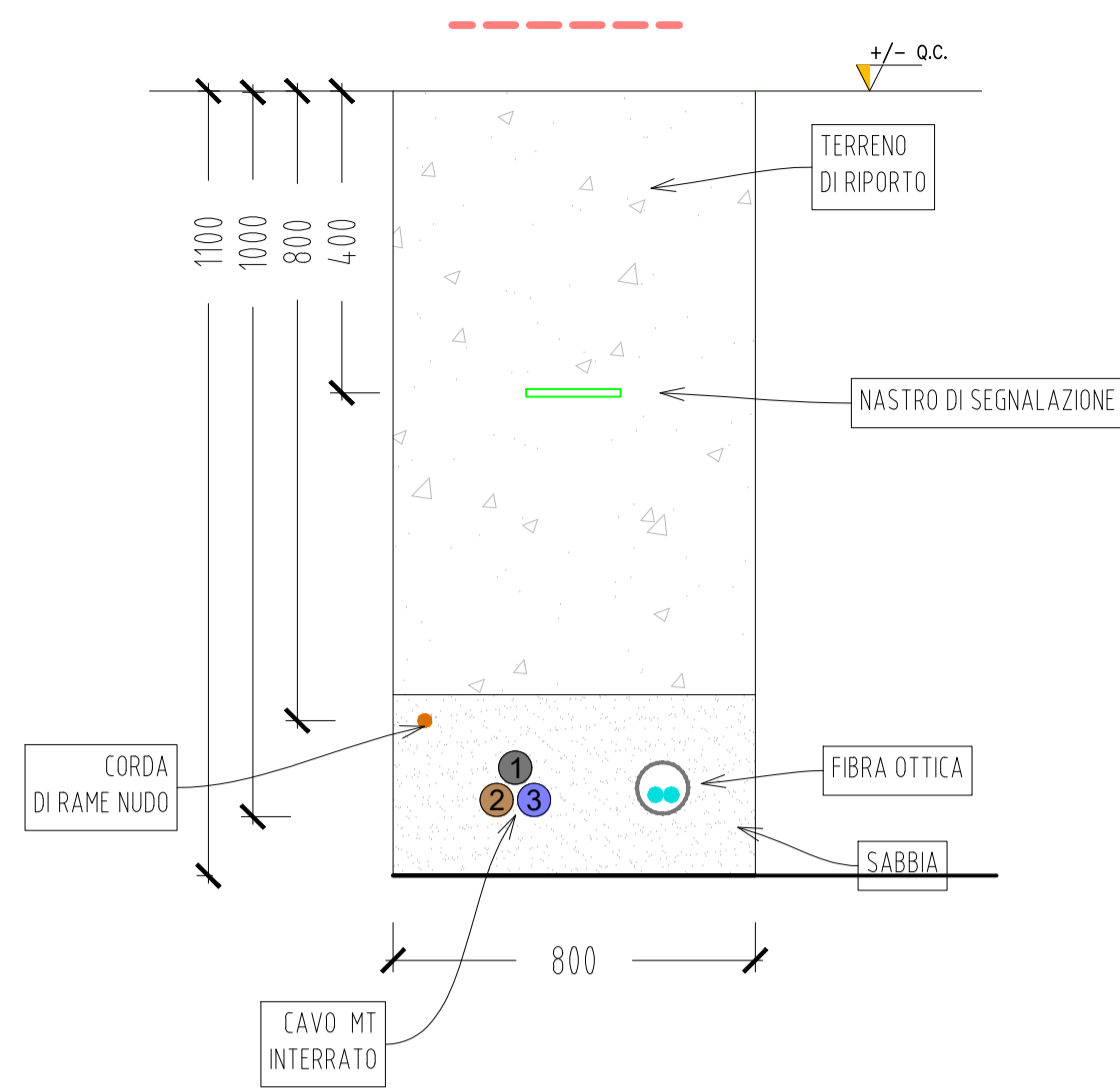 +/- Q.C.
TERRENO
DI RIPORTO
1100
1000
800
400
NASTRO DI SEGNALAZIONE
CORDA
DI RAME NUDO
1
2
3
FIBRA OTTICA
SABBIA
800
CAVO MT
INTERRATO